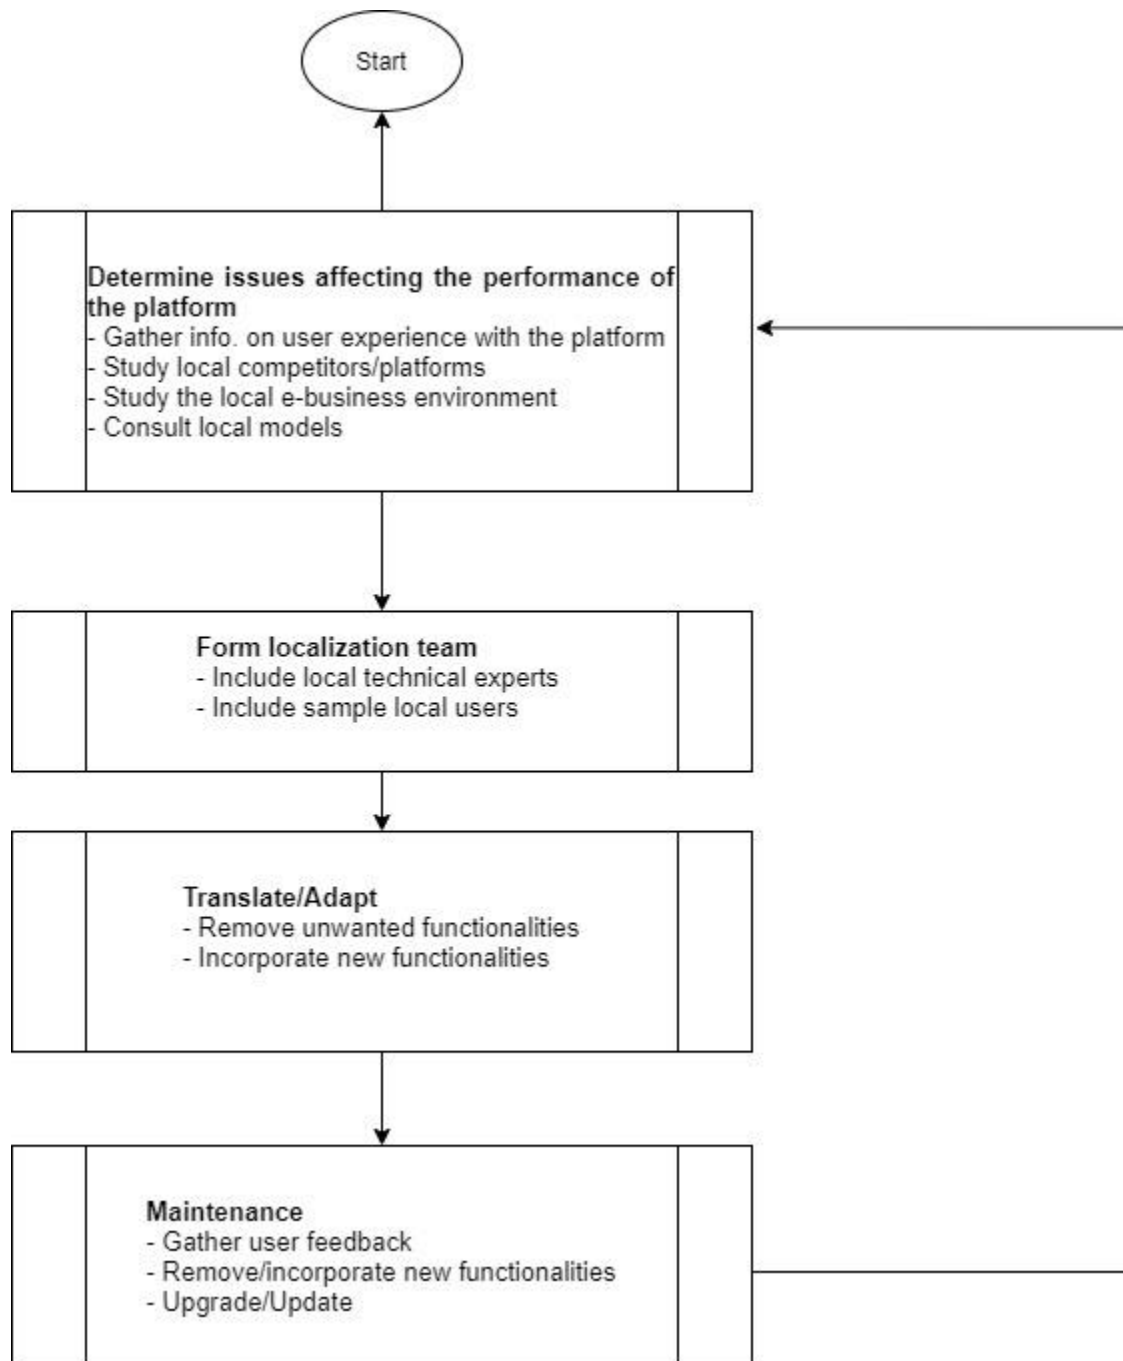 Start
Determine issues affecting the performance of
the platform
- Gather info. on user experience with the platform
- Study local competitors/platforms
- Study the local e-business environment
- Consult local models
Form localization team
- Include local technical experts
- Include sample local users
Translate/Adapt
- Remove unwanted functionalities
- Incorporate new functionalities
Maintenance
- Gather user feedback
- Remove/incorporate new functionalities
- Upgrade/Update